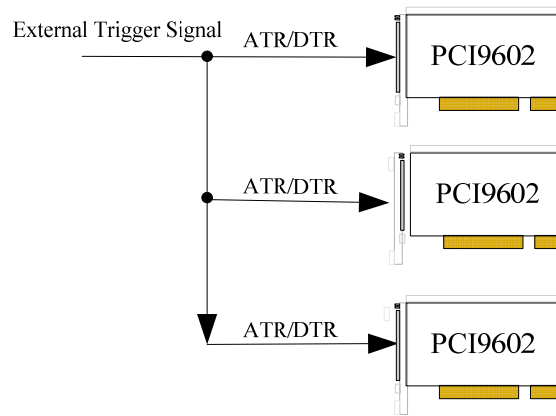 External Trigger Signal
ATR/DTR
PCI9602
ATR/DTR
PCI9602
ATR/DTR
PCI9602